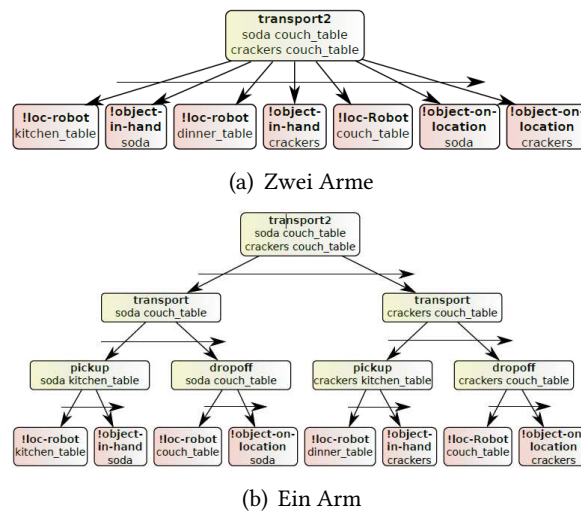 transport2
soda couch_table
crackers couch_table
!loc-robot
kitchen_table
!object-
in-hand
soda
!loc-robot
dinner_table
!object-
in-hand
crackers
!loc-Robot
couch_table
!object-on-
location
soda
!object-on-
location
crackers
(a) Zwei Arme
transport2
soda couch_table
crackers couch_table
transport
soda couch_table
transport
crackers couch_table
pickup
soda kitchen_table
dropoff
soda couch_table
pickup
crackers kitchen_table
dropoff
crackers couch_table
!loc-robot
kitchen_table
!object-
in-hand
soda
!loc-robot
couch_table
!object-on-
location
soda
!loc-robot
dinner_table
!object-
in-hand
crackers
!loc-Robot
couch_table
!object-on-
location
crackers
(b) Ein Arm